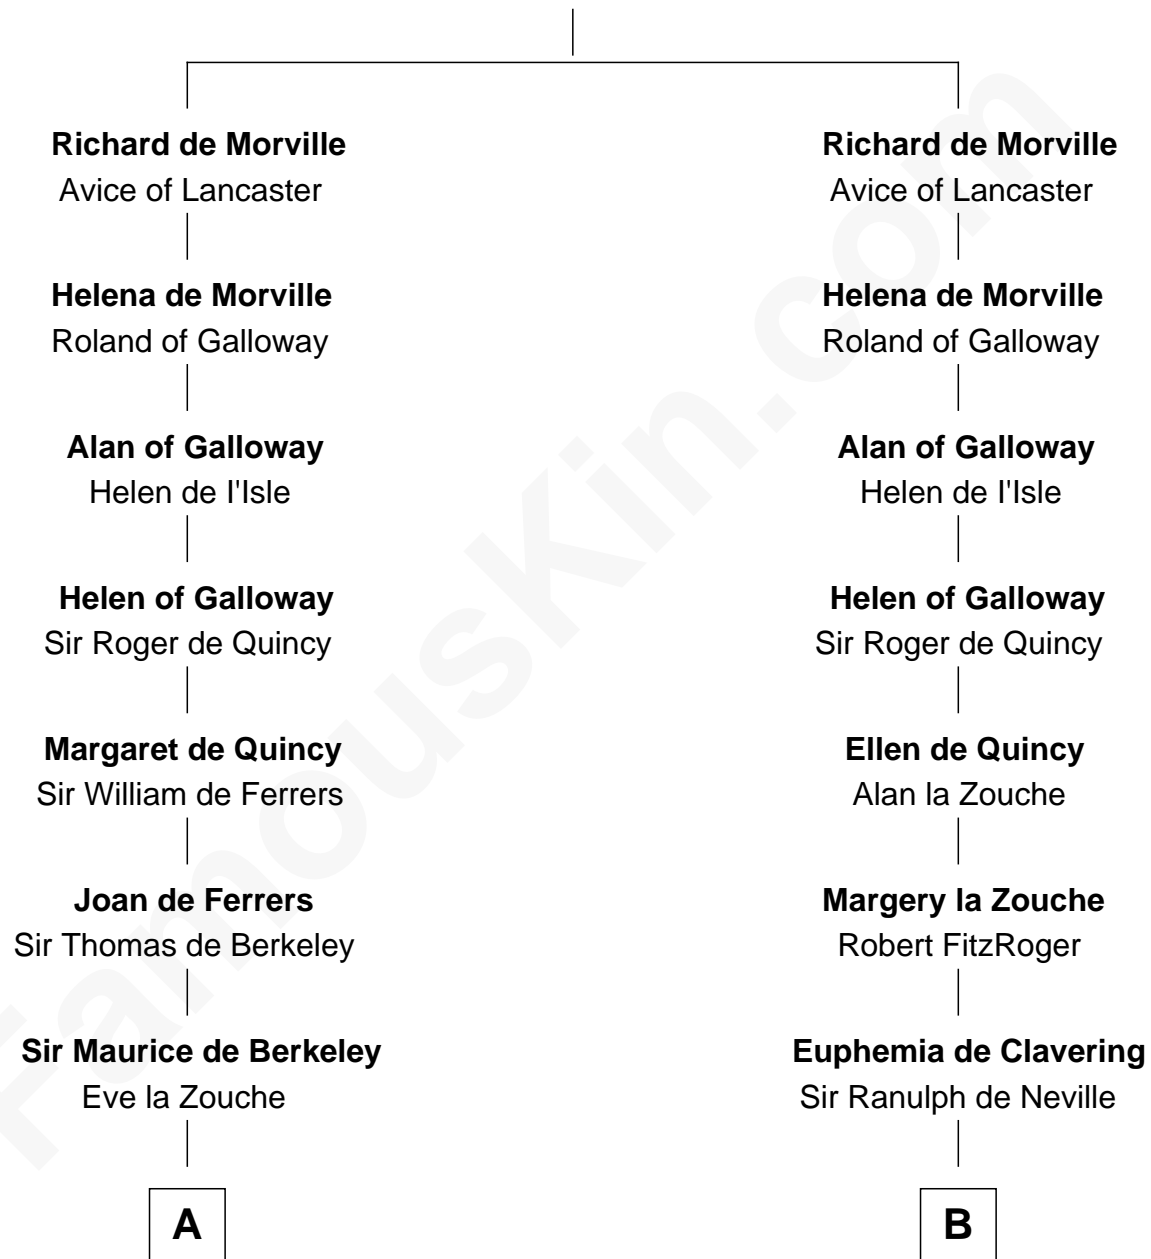 Richard de Morville
Avice of Lancaster
Richard de Morville
Avice of Lancaster
Helena de Morville
Roland of Galloway
Helena de Morville
Roland of Galloway
Alan of Galloway
Helen de l'Isle
Alan of Galloway
Helen de l'Isle
Helen of Galloway
Sir Roger de Quincy
Helen of Galloway
Sir Roger de Quincy
Margaret de Quincy
Sir William de Ferrers
Ellen de Quincy
Alan la Zouche
Joan de Ferrers
Sir Thomas de Berkeley
Margery la Zouche
Robert FitzRoger
Sir Maurice de Berkeley
Eve la Zouche
Euphemia de Clavering
Sir Ranulph de Neville
A
B
FamousKin.com